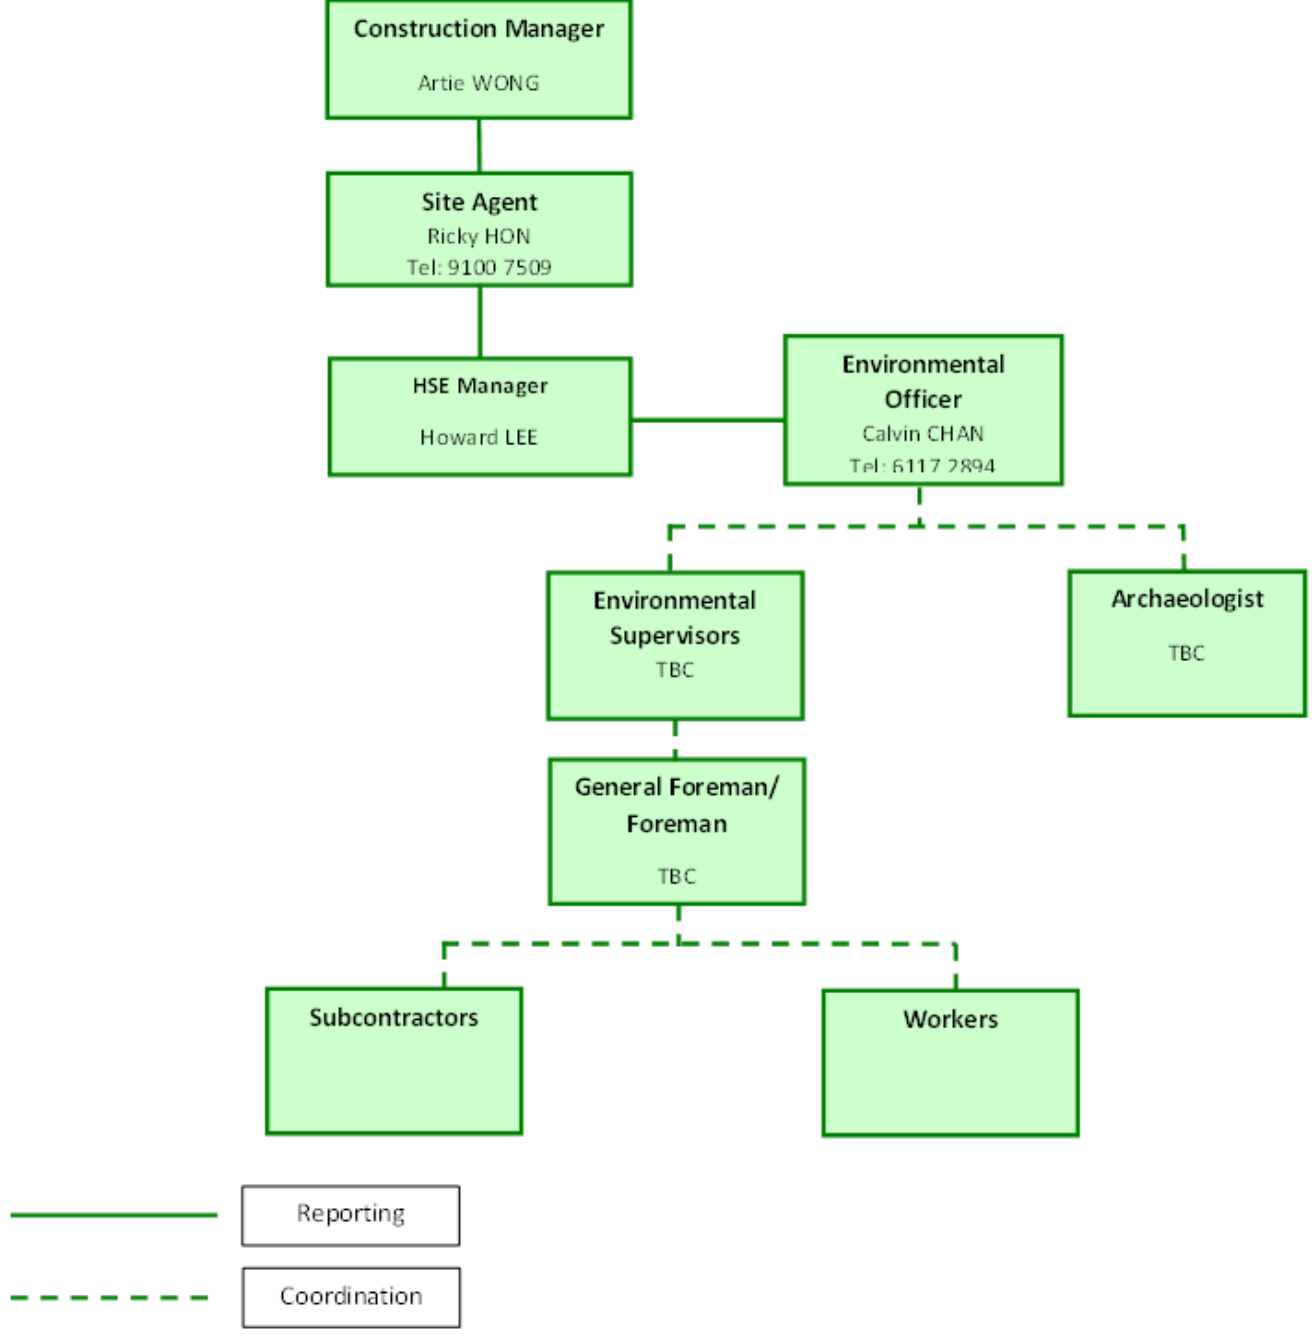 Construction Manager
Artie WONG
Site Agent
Ricky HON
Tel: 9100 7509
HSE Manager
Howard LEE
Environmental
Officer
Calvin CHAN
Tel: 6117 2894
Environmental
Supervisors
TBC
Archaeologist
TBC
General Foreman/
Foreman
TBC
Subcontractors
Workers
Reporting
Coordination